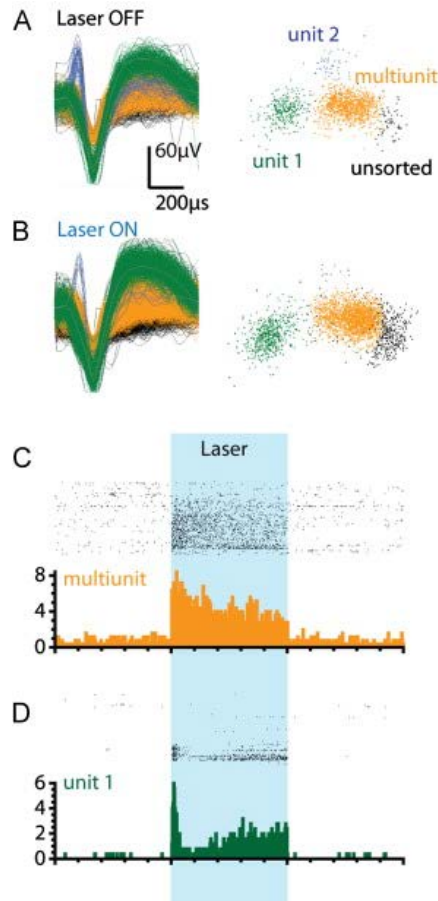 A
Laser OFF
unit 2
multiunit
unit 1
unsorted
60μV
200μs
B
Laser ON
C
Laser
8
multiunit
4
0
D
6
unit 1
4
2
0